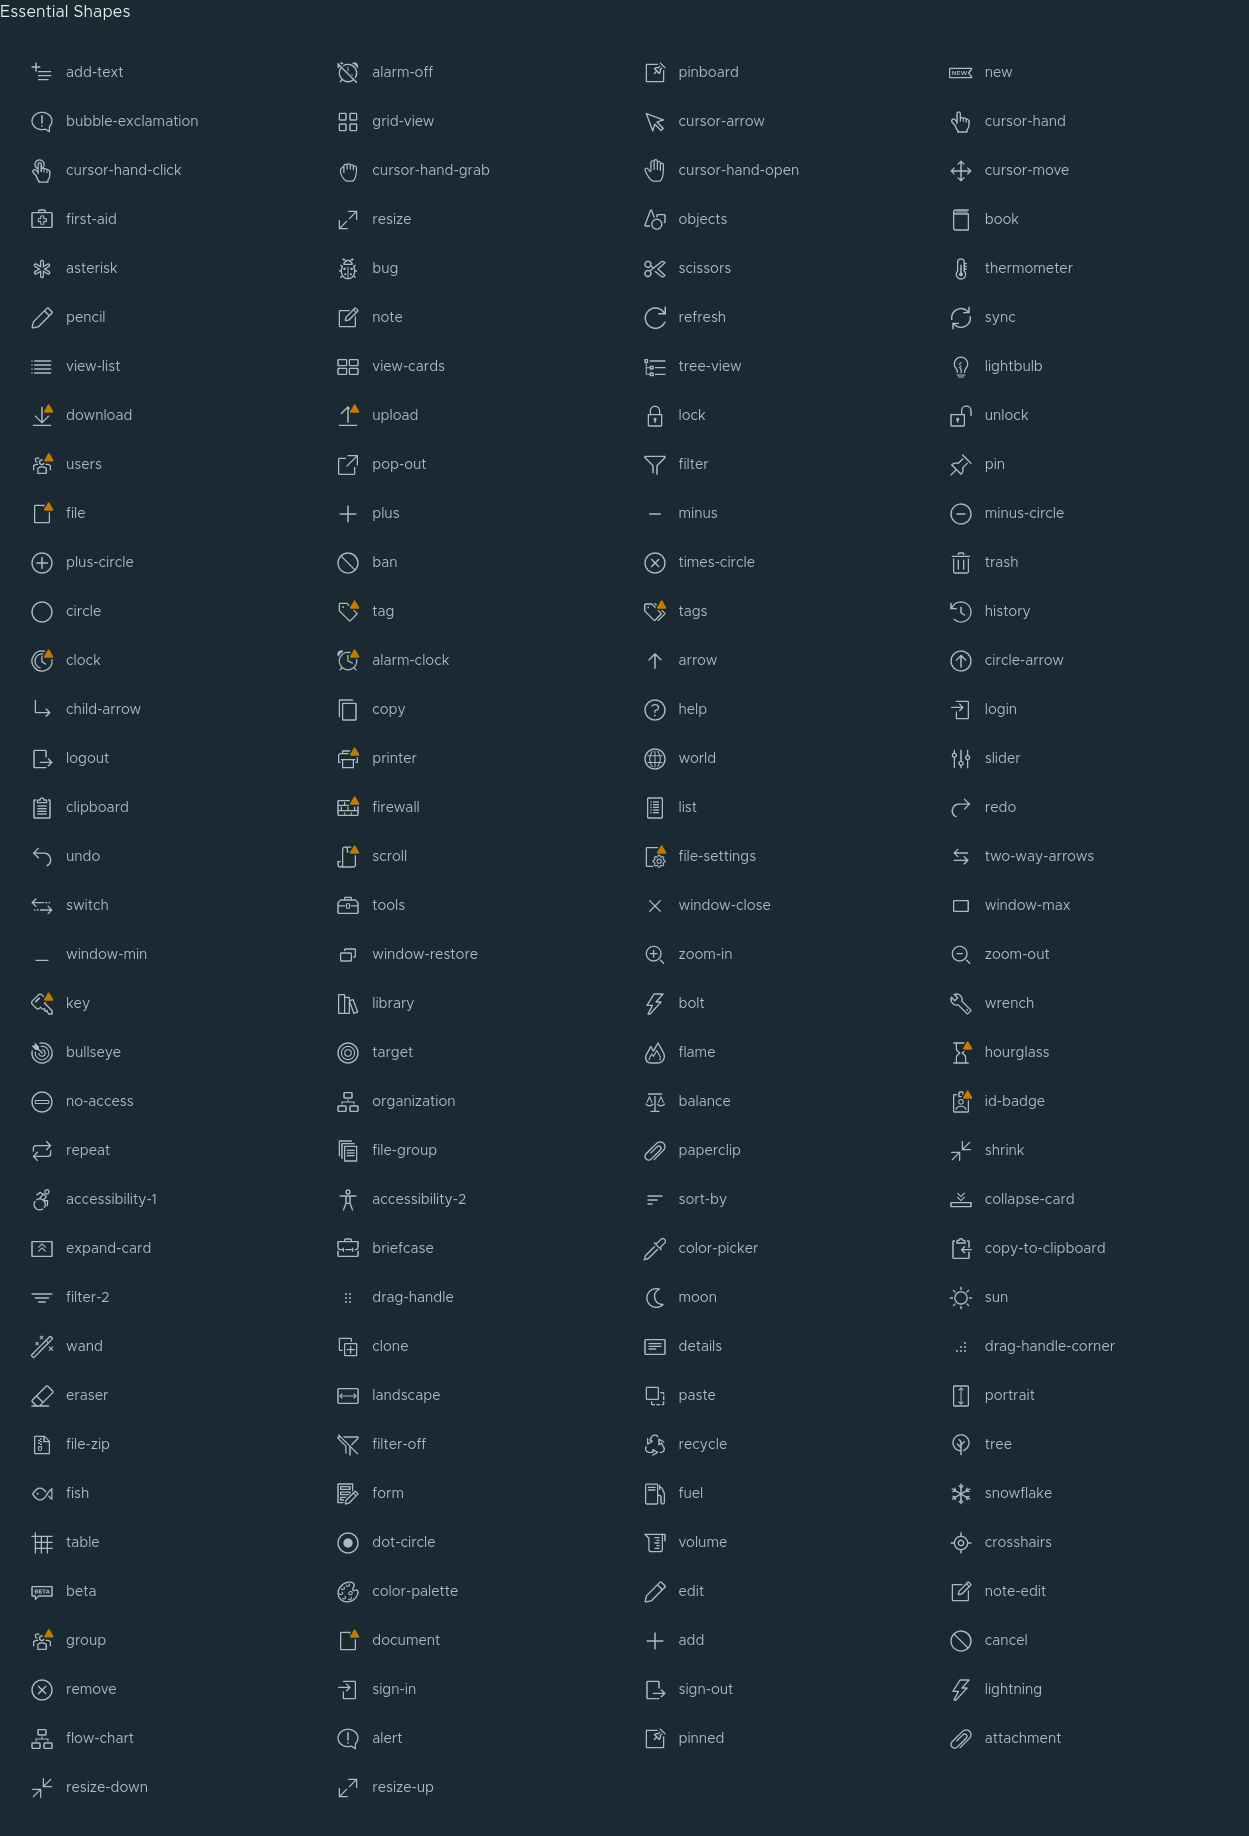 Essential Shapes
add-text alarm-off pinboard new
bubble-exclamation grid-view cursor-arrow cursor-hand
cursor-hand-click cursor-hand-grab cursor-hand-open cursor-move
first-aid resize objects book
asterisk bug scissors thermometer
pencil note refresh sync
view-list view-cards tree-view lightbulb
download upload lock unlock
users pop-out filter pin
file plus minus minus-circle
plus-circle ban times-circle trash
circle tag tags history
clock alarm-clock arrow circle-arrow
child-arrow copy help login
logout printer world slider
clipboard firewall list redo
undo scroll file-settings two-way-arrows
switch tools window-close window-max
window-min window-restore zoom-in zoom-out
key library bolt wrench
bullseye target flame hourglass
no-access organization balance id-badge
repeat file-group paperclip shrink
accessibility-1 accessibility-2 sort-by collapse-card
expand-card briefcase color-picker copy-to-clipboard
filter-2 drag-handle moon sun
wand clone details drag-handle-corner
eraser landscape paste portrait
file-zip filter-off recycle tree
fish form fuel snowflake
table dot-circle volume crosshairs
beta color-palette edit note-edit
group document add cancel
remove sign-in sign-out lightning
flow-chart alert pinned attachment
resize-down resize-up